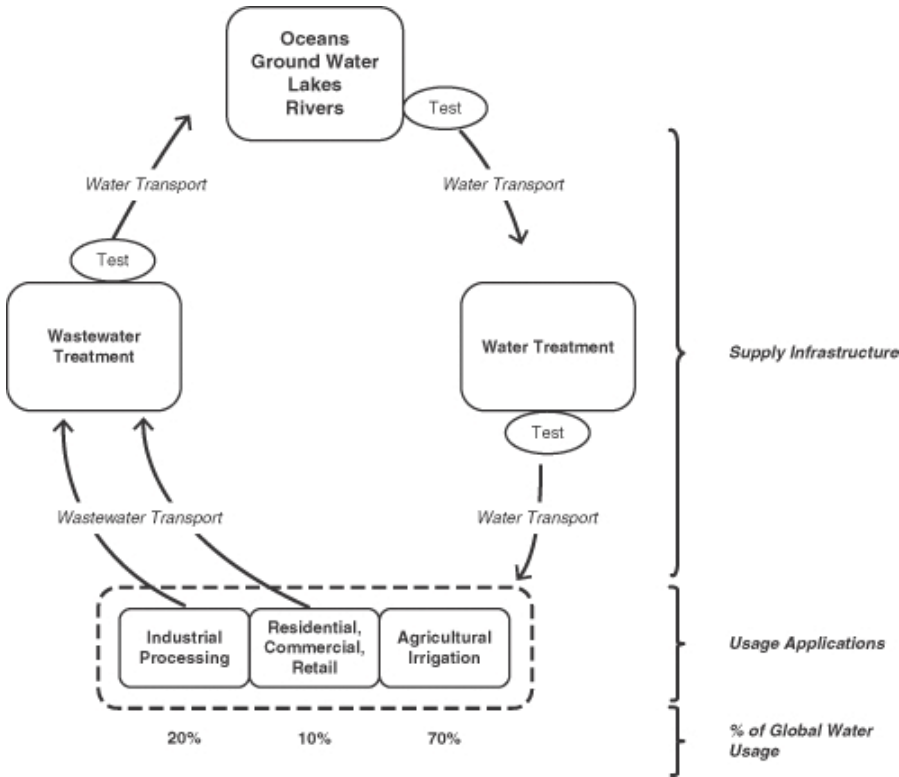 Oceans
Ground Water
Lakes
Rivers
Test
Water Transport
Water Transport
Test
Wastewater
Treatment
Water Treatment
Supply Infrastructure
Test
Wastewater Transport
Water Transport
Industrial
Processing
Residential,
Commercial,
Retail
Agricultural
Irrigation
Usage Applications
20%
10%
70%
% of Global Water
Usage